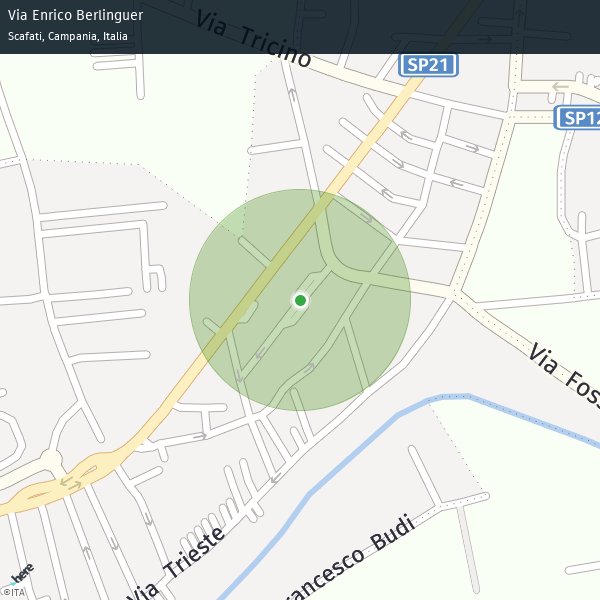 Via Enrico Berlinguer
Scafati, Campania, Italia
Via Tricino
SP21
SP12
Via Foss
Via Trieste
rancesco Budi
here
©ITA